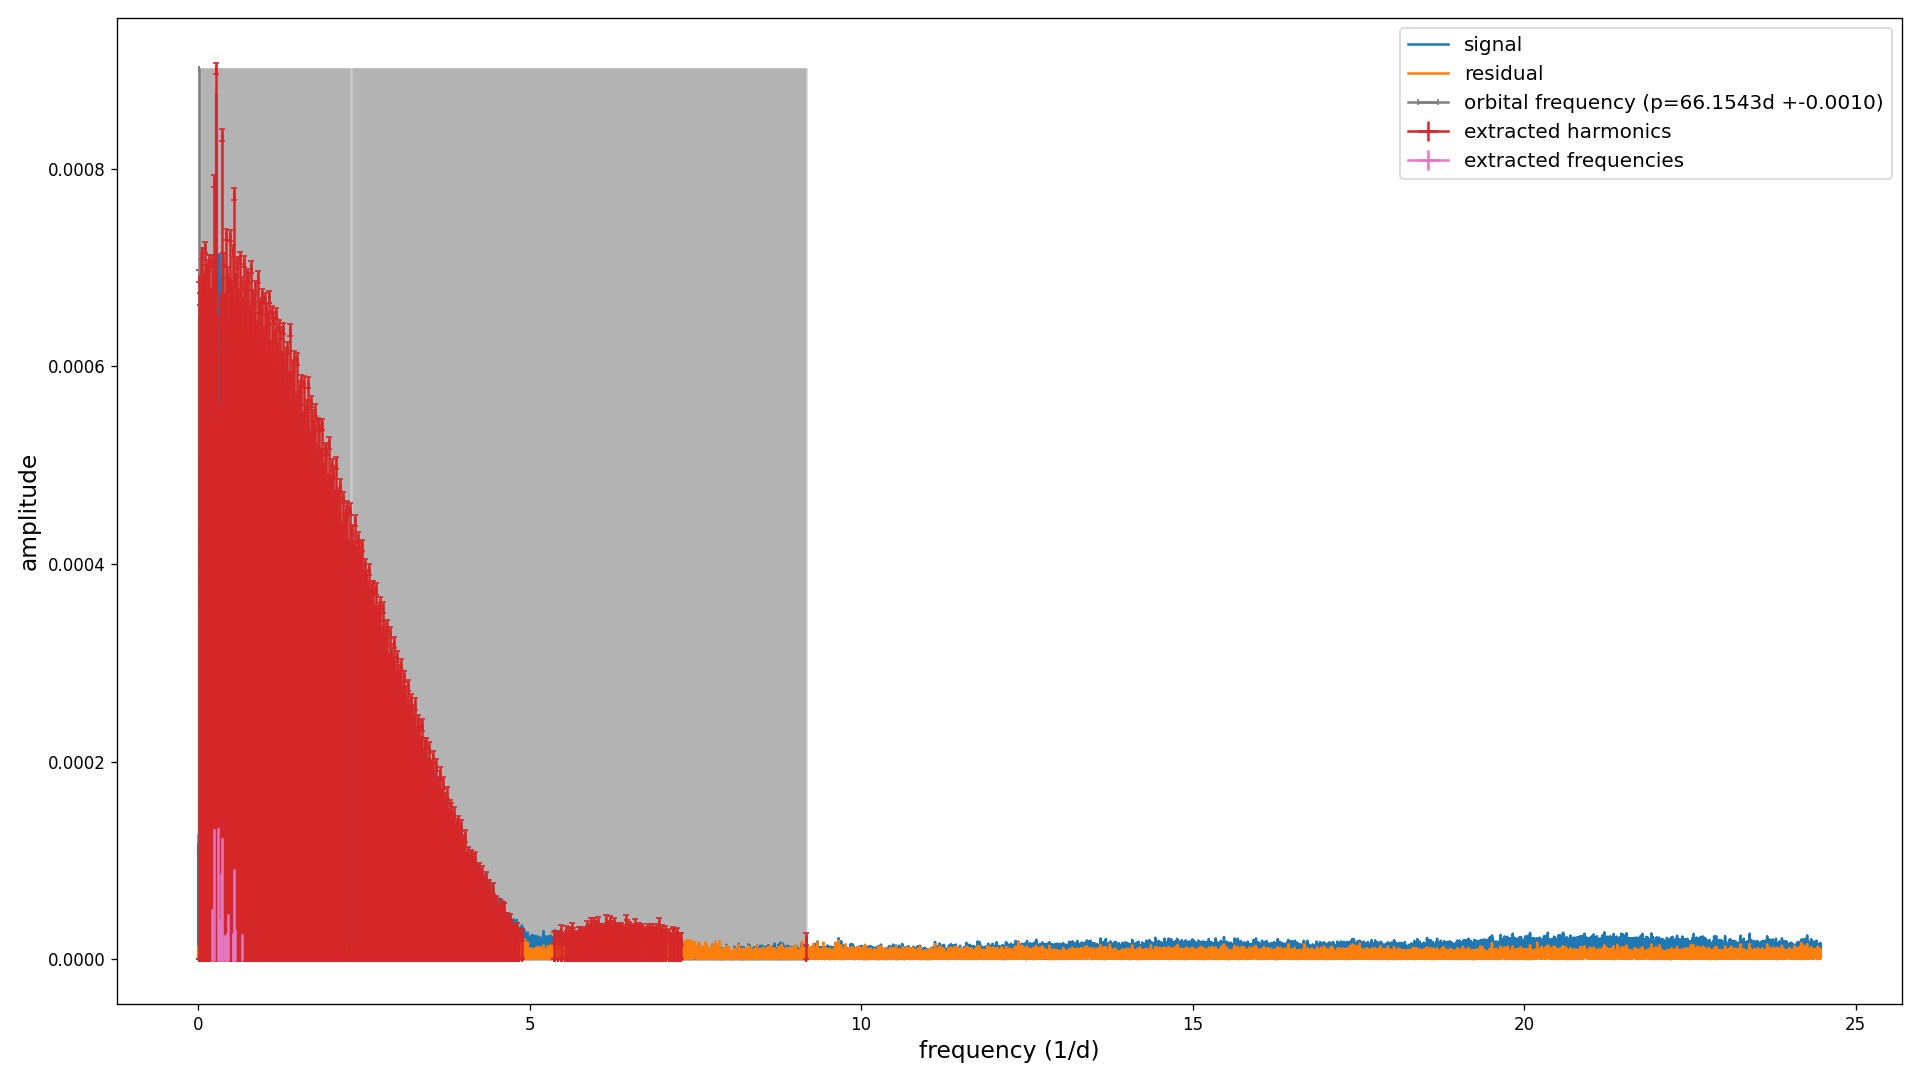 signal
residual
orbital frequency (p=66.1543d +-0.0010)
extracted harmonics
extracted frequencies
amplitude
0.0008
0.0006
0.0004
0.0002
0.0000
0 5 10 15 20 25
frequency (1/d)